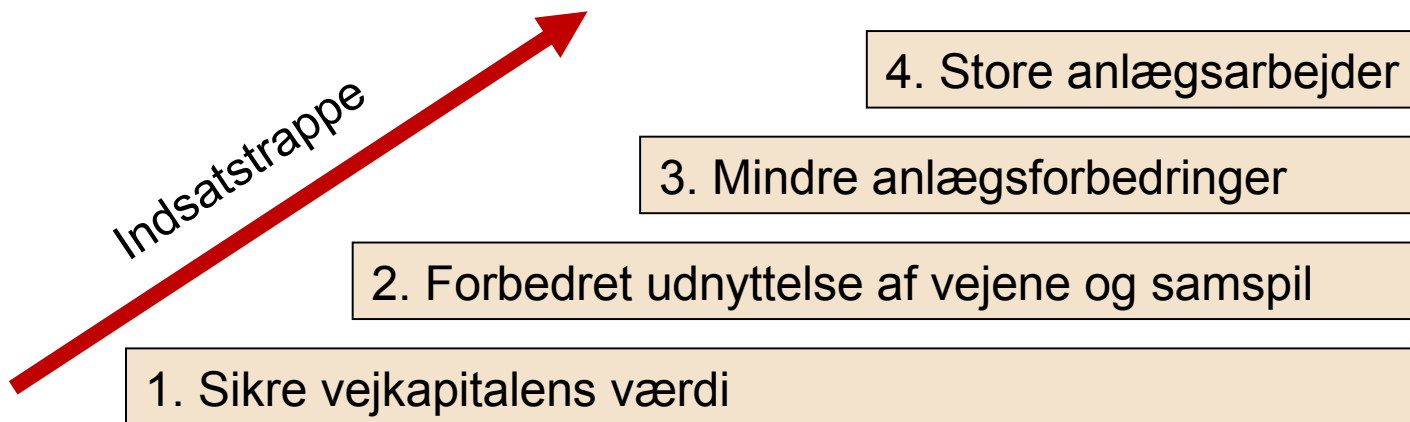 Indsatstrappe
4. Store anlægsarbejder
3. Mindre anlægsforbedringer
2. Forbedret udnyttelse af vejene og samspil
1. Sikre vejkapitalens værdi